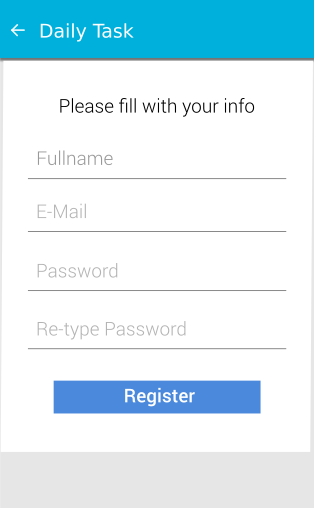 Daily Task
Please fill with your info
Fullname
E-Mail
Password
Re-type Password
Register